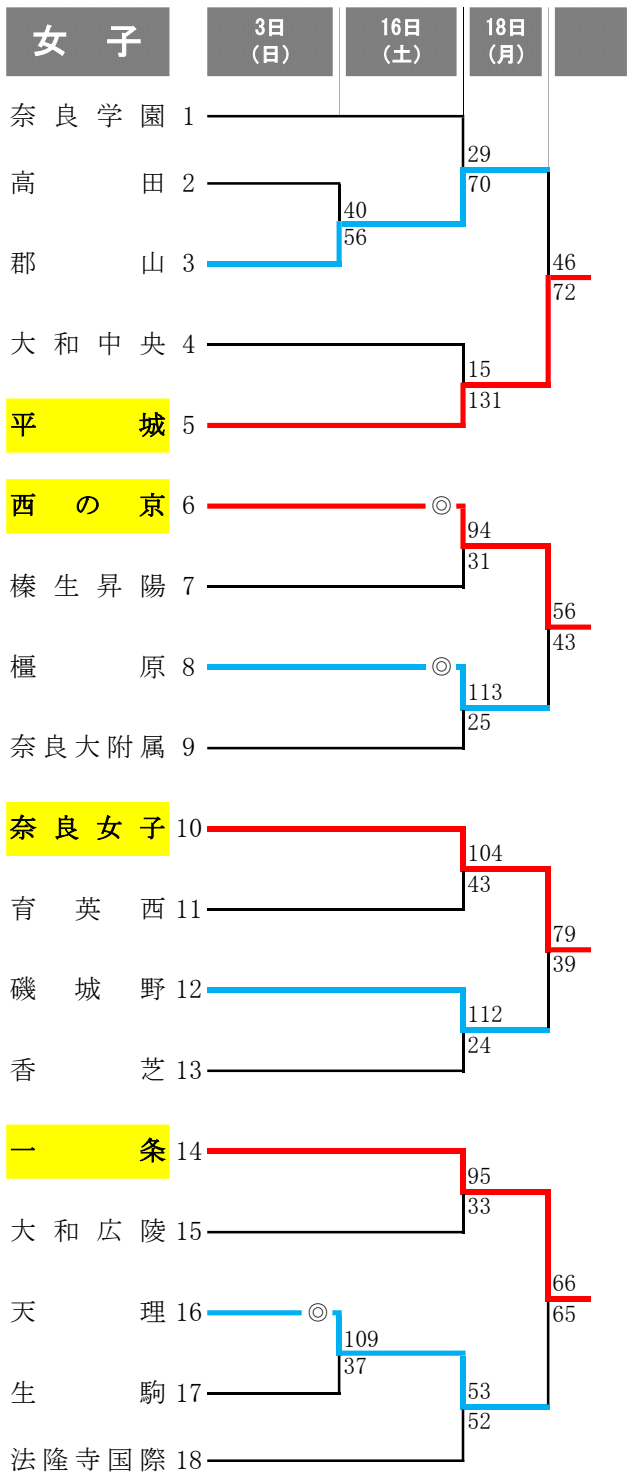 女 子 3日 16日 18日
(日) (土) (月)
奈良学園 1
29
70
高田 2
40
56
郡山 3
46
72
大和中央 4
15
131
平城 5
西の京 6 ◎
94
31
榛生昇陽 7
56
43
橿原 8 ◎
113
25
奈良大附属 9
奈良女子 10
104
43
育英西 11
79
39
磯城野 12
112
24
香芝 13
一条 14
95
33
大和広陵 15
66
65
天理 16 ◎
109
37
生駒 17
53
52
法隆寺国際 18